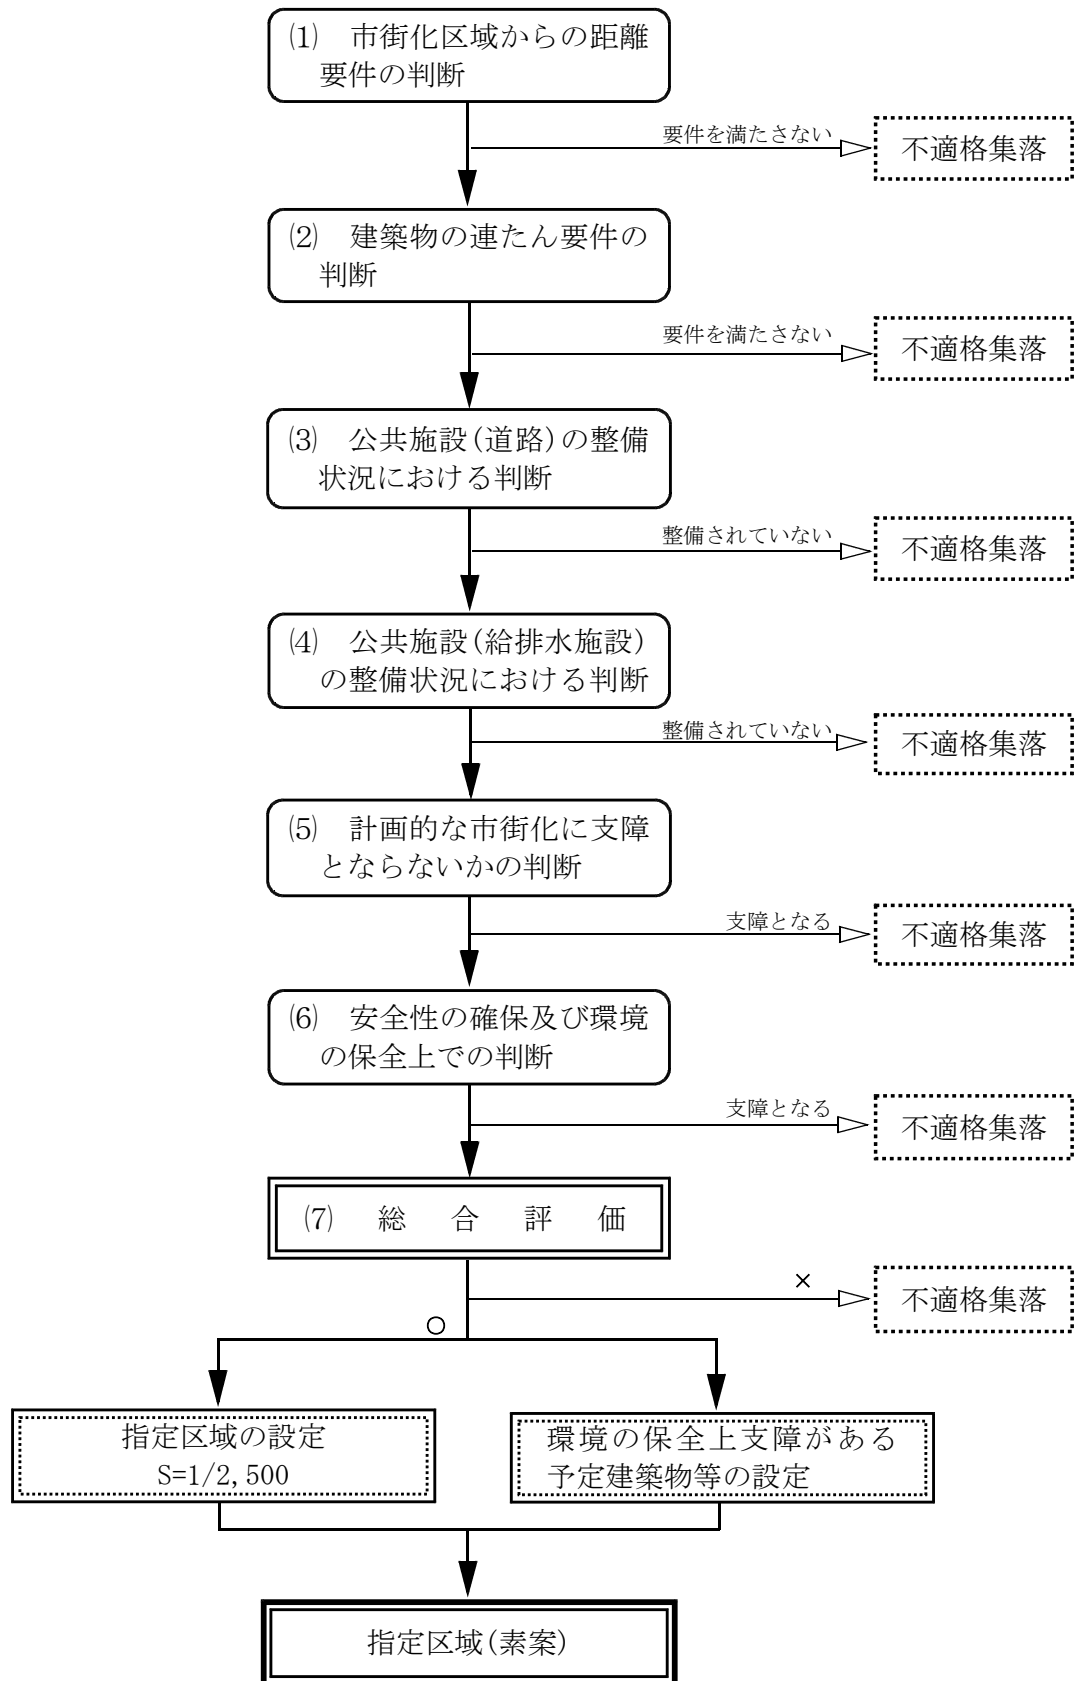 ⑴　市街化区域からの距離
要件の判断
要件を満たさない
不適格集落
⑵　建築物の連たん要件の
判断
要件を満たさない
不適格集落
⑶　公共施設(道路)の整備
状況における判断
整備されていない
不適格集落
⑷　公共施設(給排水施設)
の整備状況における判断
整備されていない
不適格集落
⑸　計画的な市街化に支障
とならないかの判断
支障となる
不適格集落
⑹　安全性の確保及び環境
の保全上での判断
支障となる
不適格集落
⑺　総　合　評　価
×
不適格集落
○
指定区域の設定
S=1/2,500
環境の保全上支障がある
予定建築物等の設定
指定区域(素案)